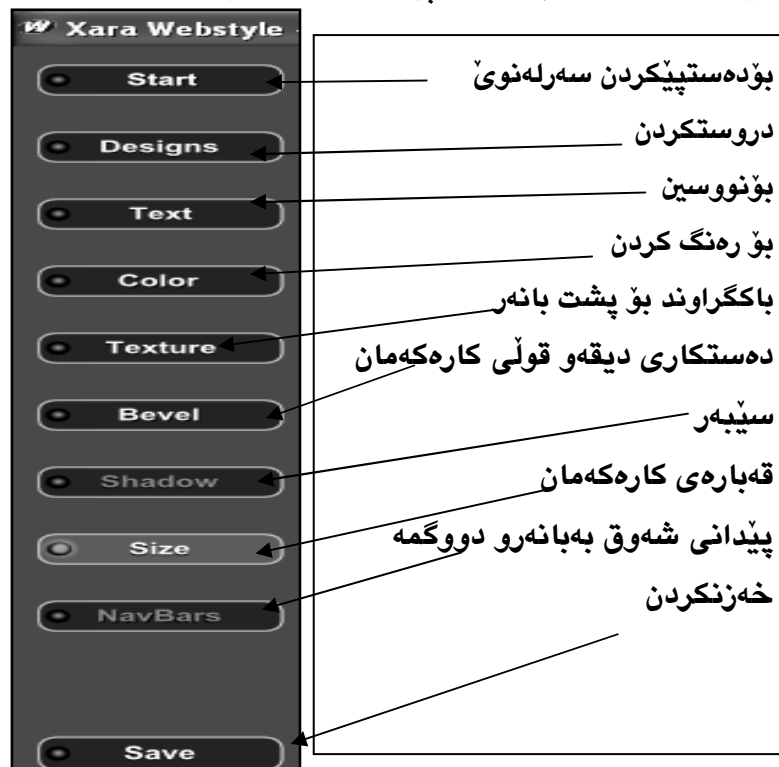 Xara Webstyle
Start
Designs
Text
Color
Texture
Bevel
Shadow
Size
NavBars
Save
بۆدەستپێکردن سەرلەنوێ
دروستکردن
بۆنووسین
بۆ رەنگ کردن
باکگراوند بۆ پشت بانەر
دەستکاری دیقەو قوڵی کارەکەمان
سێبەر
قەبارەی کارەکەمان
پێدانی شەوق بەبانەرو دووگمە
خەزنکردن